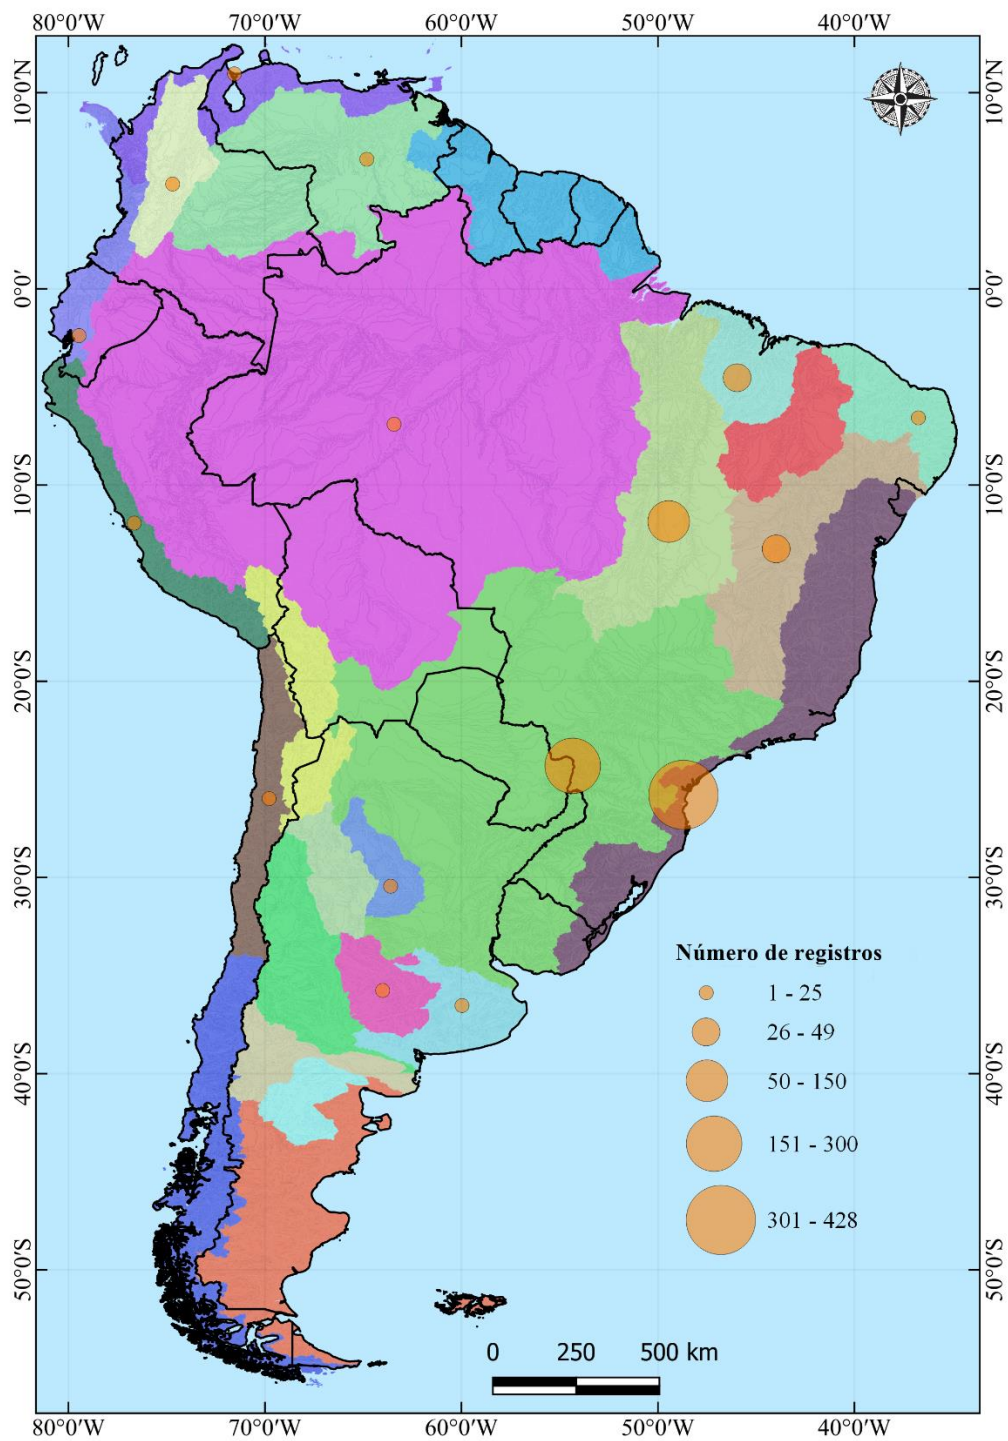 80°0'W 70°0'W 60°0'W 50°0'W 40°0'W
10°0'N 10°0'N
0°0' 0°0'
10°0'S 10°0'S
20°0'S 20°0'S
30°0'S 30°0'S
Número de registros
1 - 25
26 - 49
40°0'S 40°0'S
50 - 150
151 - 300
301 - 428
50°0'S 50°0'S
0 250 500 km
80°0'W 70°0'W 60°0'W 50°0'W 40°0'W